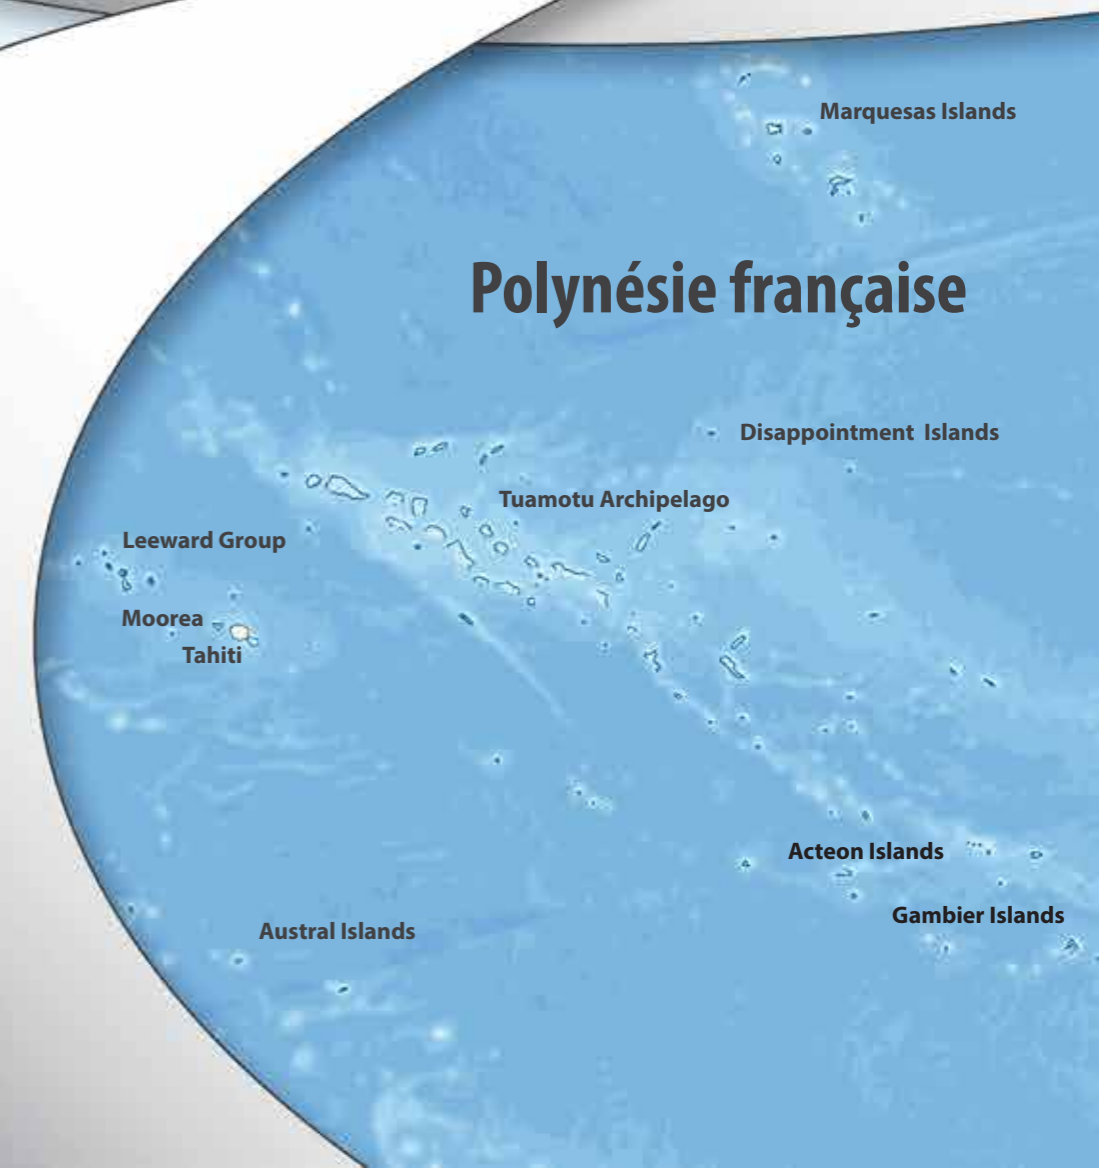 Marquesas Islands
Polynésie française
Disappointment Islands
Tuamotu Archipelago
Leeward Group
Moorea
Tahiti
Acteon Islands
Gambier Islands
Austral Islands